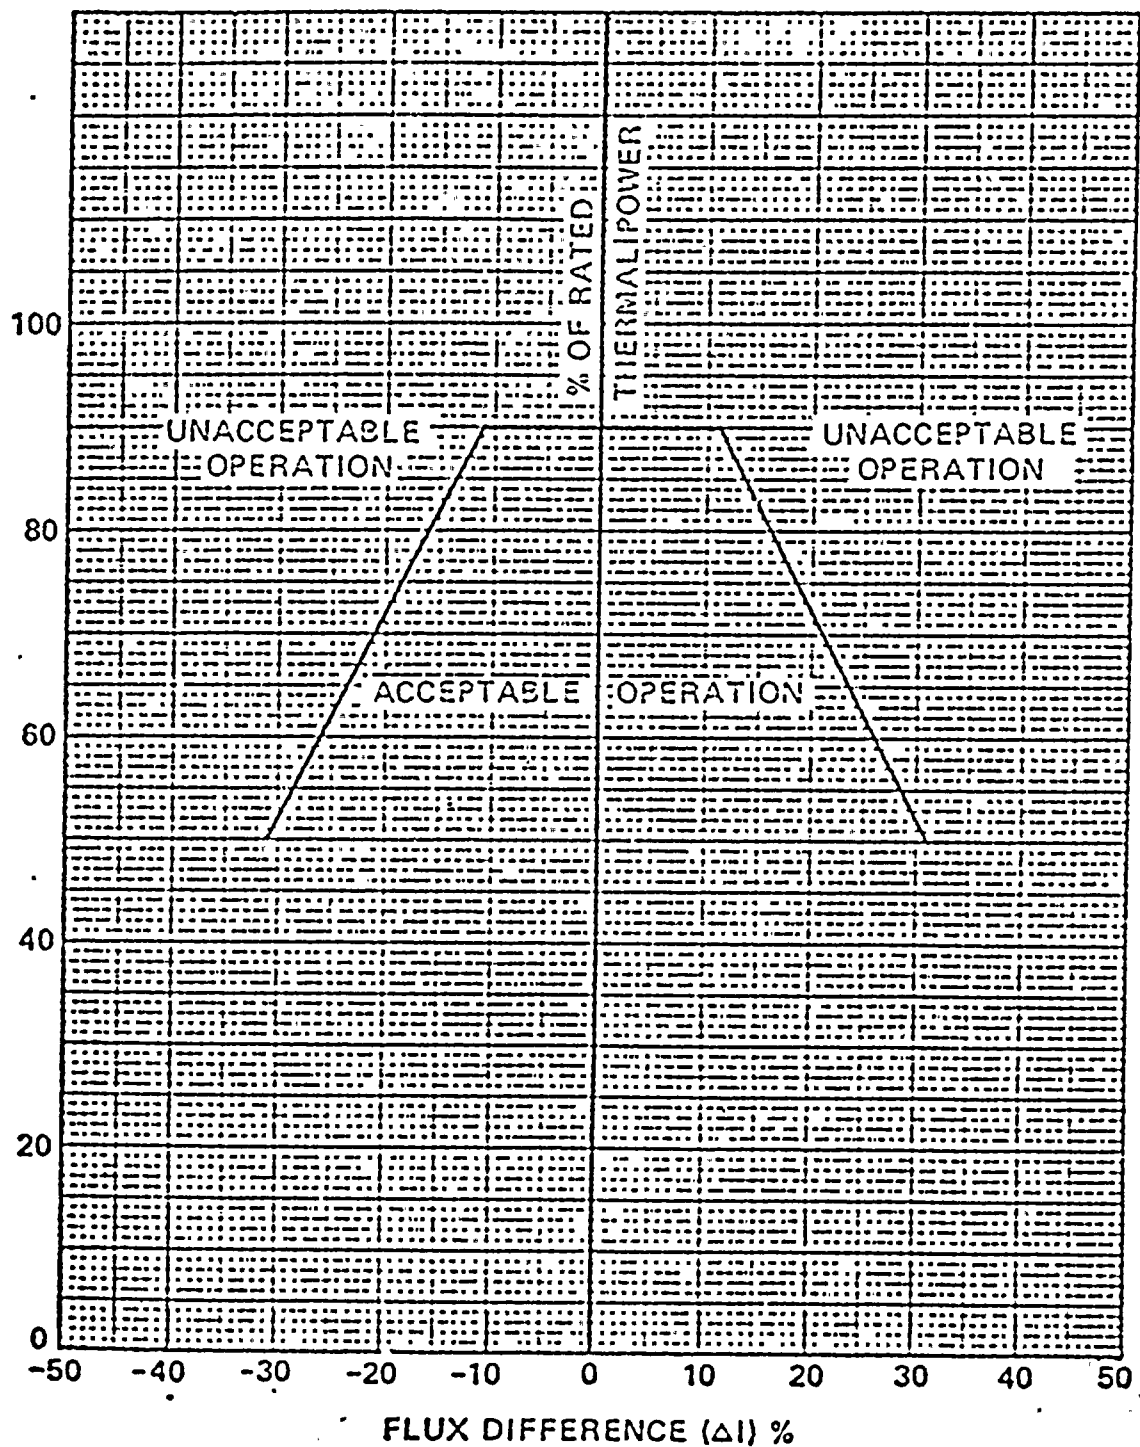 % OF RATED
THERMAL POWER
100
UNACCEPTABLE
OPERATION
UNACCEPTABLE
OPERATION
80
ACCEPTABLE OPERATION
60
40
20
0
-50 -40 -30 -20 -10 0 10 20 30 40 50
FLUX DIFFERENCE (ΔI) %